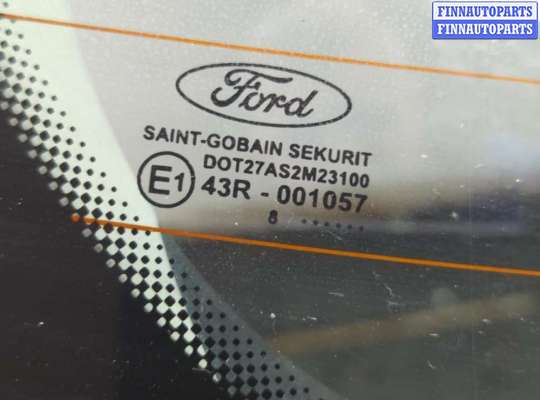 FINNAUTOPARTS
FINNAUTOPARTS
Ford
SAINT-GOBAIN SEKURIT
DOT27AS2M23100
E1 43R - 001057
8 ......